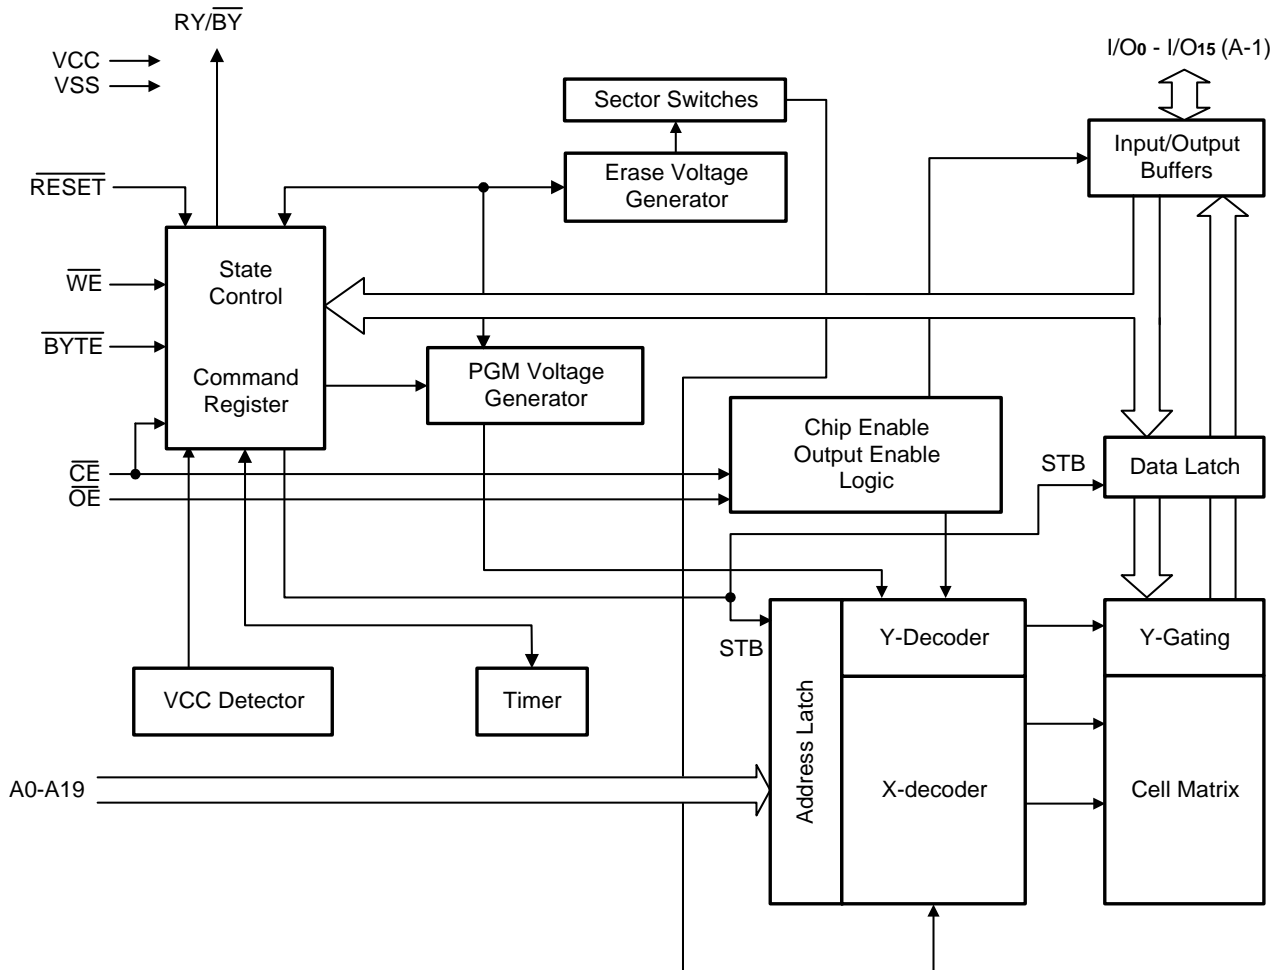 RY/BY
VCC
VSS
I/O0 - I/O15 (A-1)
Sector Switches
Input/Output
Buffers
Erase Voltage
Generator
RESET
State
Control
WE
BYTE
Command
Register
PGM Voltage
Generator
Chip Enable
Output Enable
Logic
CE
OE
STB
Data Latch
STB
Address Latch
Y-Decoder
Y-Gating
VCC Detector
Timer
A0-A19
X-decoder
Cell Matrix